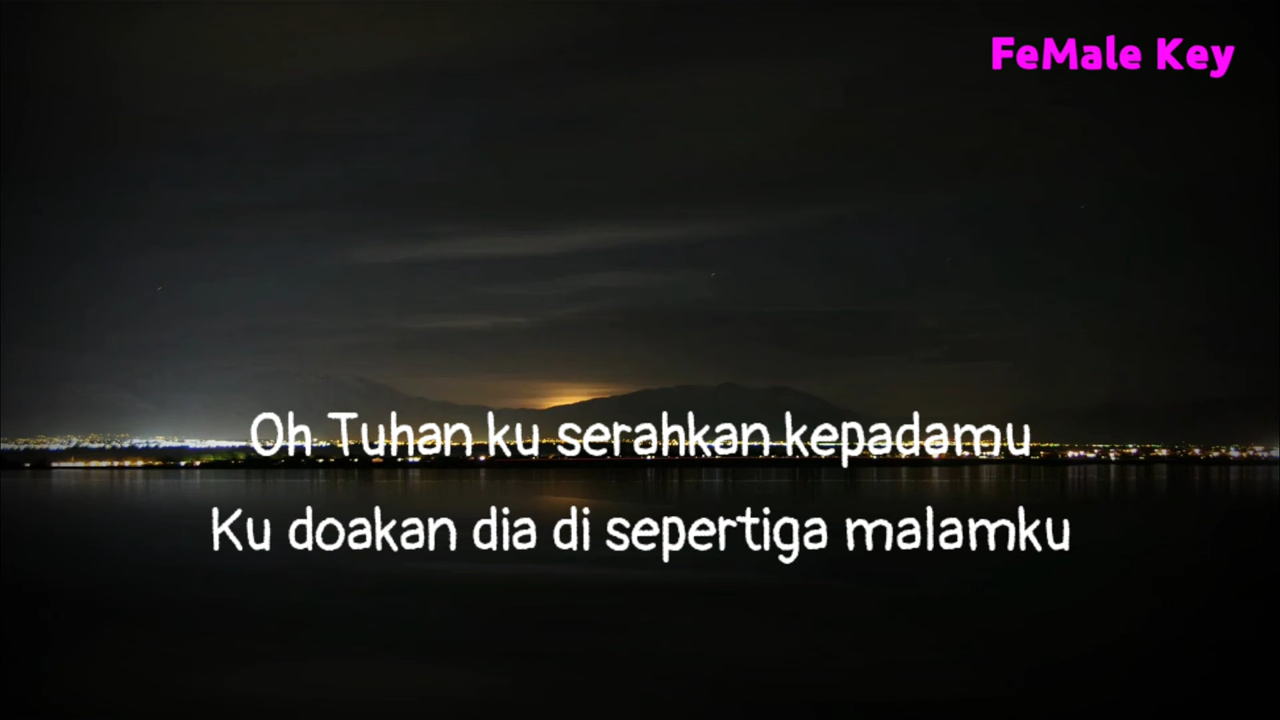 FeMale Key
Oh Tuhan ku serahkan kepadamu
Ku doakan dia di sepertiga malamku